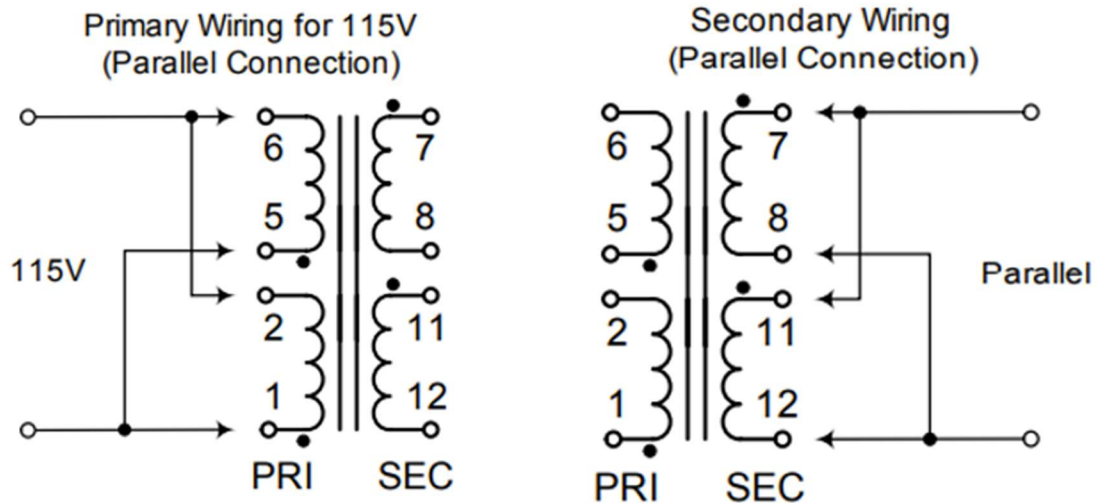 Primary Wiring for 115V
(Parallel Connection)
6
7
5
8
115V
2
11
1
12
PRI
SEC
Secondary Wiring
(Parallel Connection)
6
7
5
8
Parallel
2
11
1
12
PRI
SEC